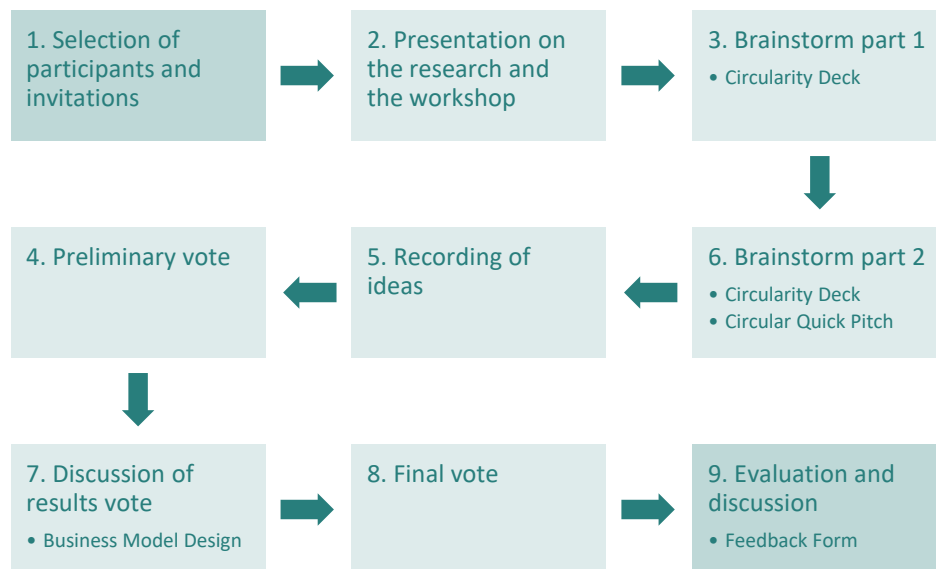 1. Selection of
participants and
invitations
2. Presentation on
the research and
the workshop
3. Brainstorm part 1
• Circularity Deck
4. Preliminary vote
5. Recording of
ideas
6. Brainstorm part 2
• Circularity Deck
• Circular Quick Pitch
7. Discussion of
results vote
• Business Model Design
8. Final vote
9. Evaluation and
discussion
• Feedback Form